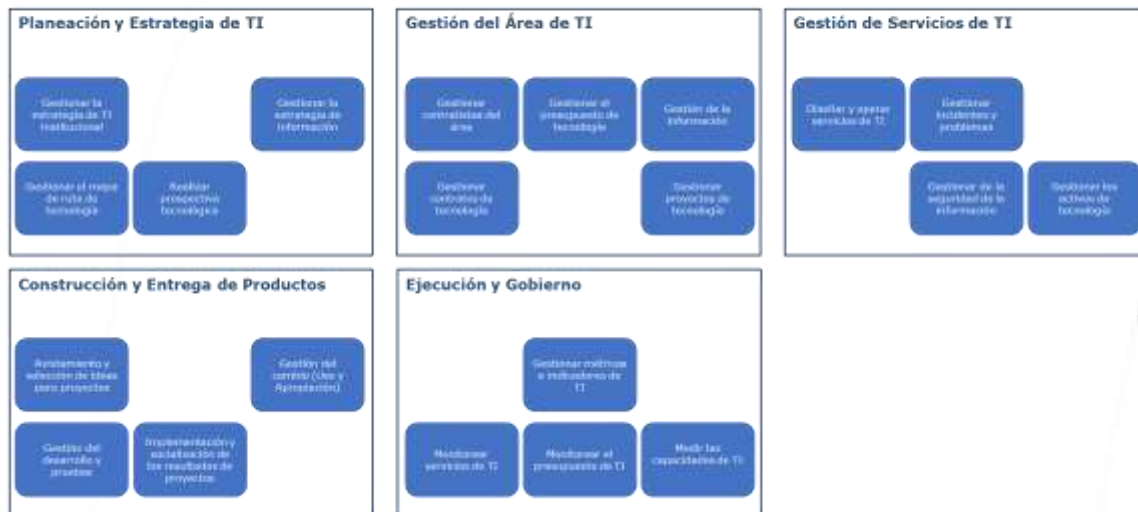 Planeación y Estrategia de TI
Gestionar la
estrategia de TI
Institucional
Gestionar la
estrategia de
Información
Gestionar el mapa
de ruta de
tecnología
Realizar
prospectiva
tecnológica
Gestión del Área de TI
Gestionar
contratistas del
área
Gestionar el
presupuesto de
tecnología
Gestión de la
información
Gestionar
contratos de
tecnología
Gestionar
proyectos de
tecnología
Gestión de Servicios de TI
Diseñar y operar
servicios de TI
Gestionar
incidentes y
problemas
Gestionar de la
seguridad de la
información
Gestionar los
activos de
tecnología
Construcción y Entrega de Productos
y
selección de ideas
para proyectos
Gestión del
cambio (Uso y
Apropiación)
Gestión del
desarrollo y
pruebas
Implementación y
socialización de
los resultados de
proyectos
Ejecución y Gobierno
Gestionar métricas
e indicadores de
TI
Monitorear
servicios de TI
Monitorear el
presupuesto de TI
Medir las
capacidades de TI